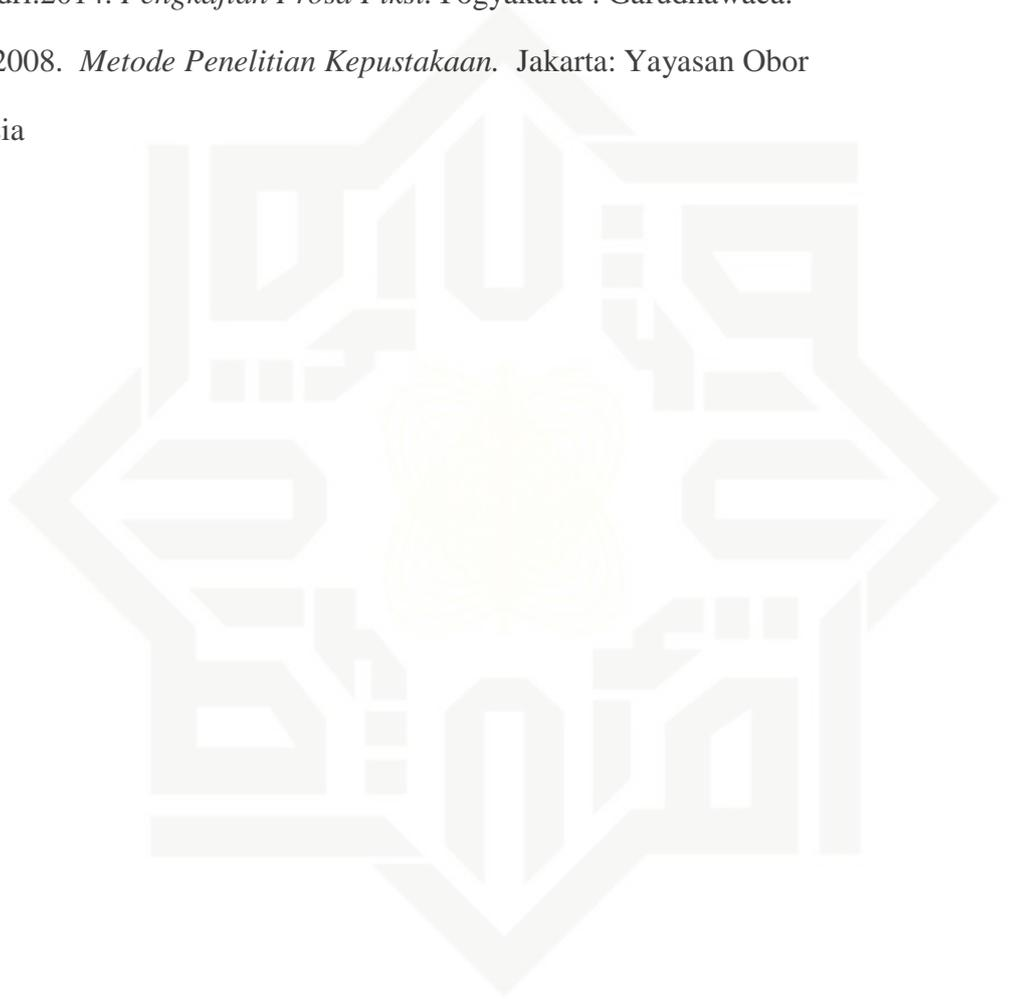 Pengkajian Prosa Fiksi. Yogyakarta : Garudhawaca.
2008. Metode Penelitian Kepustakaan. Jakarta: Yayasan Obor
ia